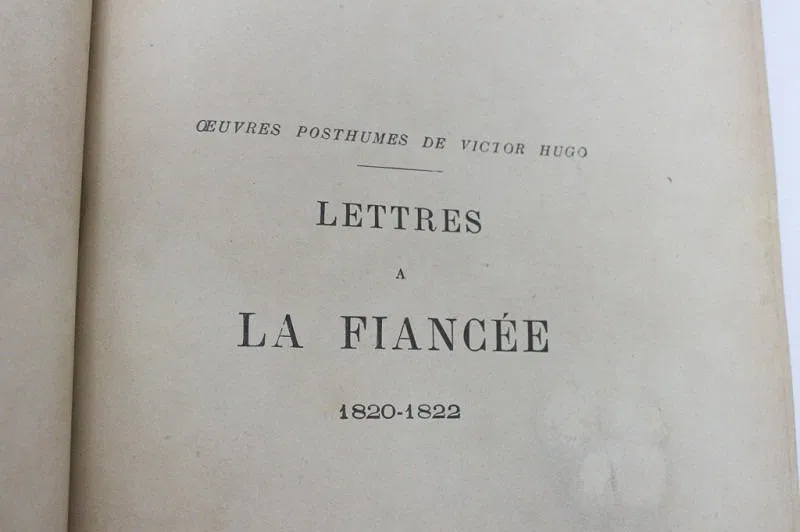 ŒUVRES POSTHUMES DE VICTOR HUGO
LETTRES
A
LA FIANCÉE
1820-1822